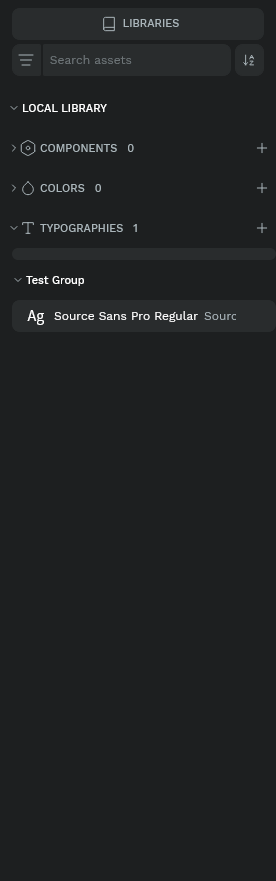 LIBRARIES
Search assets
LOCAL LIBRARY
COMPONENTS 0
COLORS 0
TYPOGRAPHIES 1
Test Group
Ag Source Sans Pro Regular Sourc